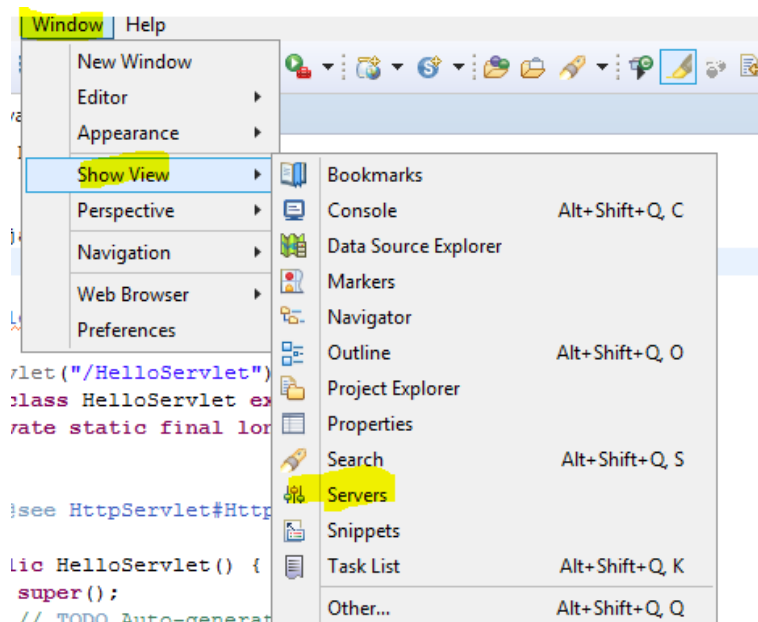 Window Help
New Window
Editor
Appearance
Show View
Perspective
Navigation
Web Browser
Preferences
Bookmarks
Console Alt+Shift+Q, C
Data Source Explorer
Markers
Navigator
Outline Alt+Shift+Q, O
Project Explorer
Properties
Search Alt+Shift+Q, S
Servers
Snippets
Task List Alt+Shift+Q, K
Other... Alt+Shift+Q, Q
vlet("/HelloServlet")
class HelloServlet ex
vate static final lon
@see HttpServlet#Http
lic HelloServlet() {
super();
// TODO Auto-generat